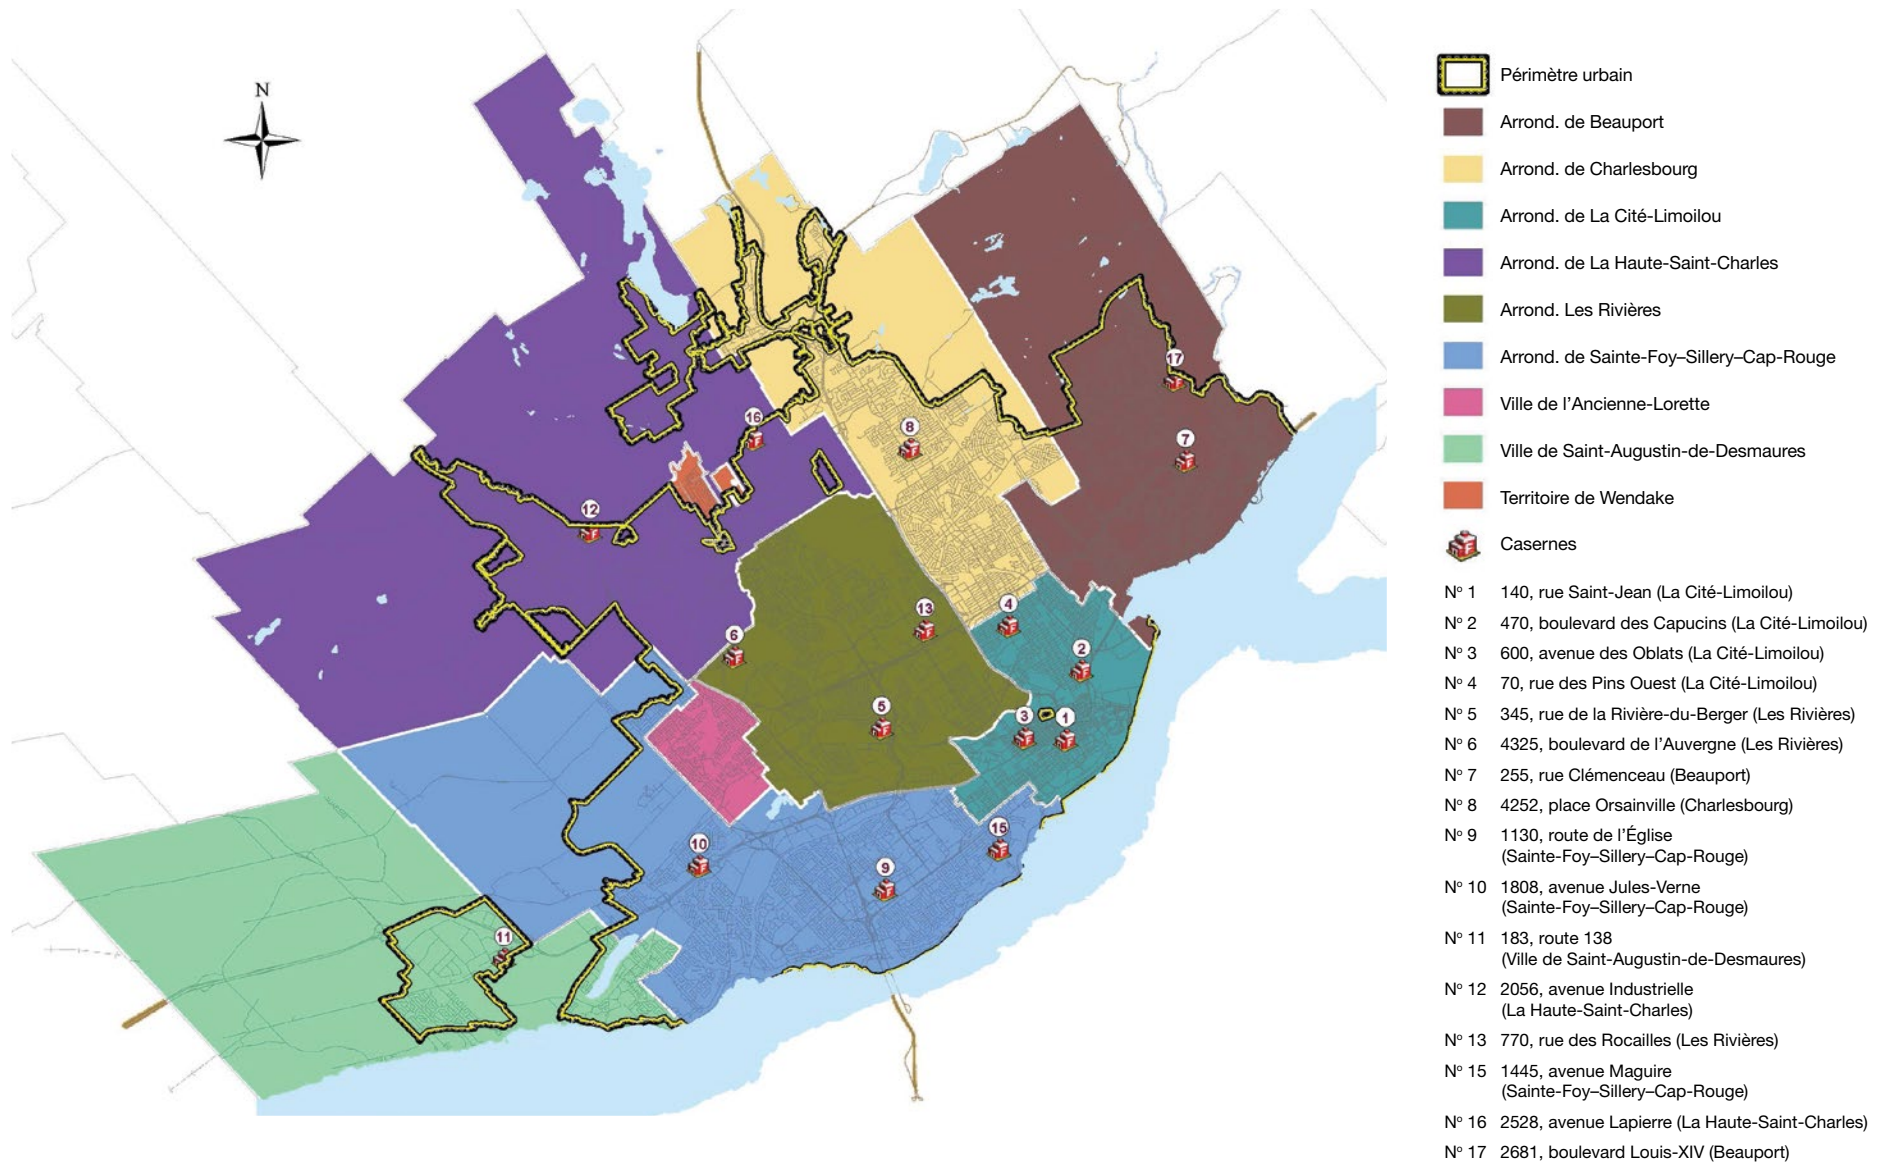 N
17
16
8
7
12
13
4
6
2
5
3
1
15
10
9
11
Périmètre urbain
Arrond. de Beauport
Arrond. de Charlesbourg
Arrond. de La Cité-Limoilou
Arrond. de La Haute-Saint-Charles
Arrond. Les Rivières
Arrond. de Sainte-Foy–Sillery–Cap-Rouge
Ville de l’Ancienne-Lorette
Ville de Saint-Augustin-de-Desmaures
Territoire de Wendake
Casernes
Nº 1 140, rue Saint-Jean (La Cité-Limoilou)
Nº 2 470, boulevard des Capucins (La Cité-Limoilou)
Nº 3 600, avenue des Oblats (La Cité-Limoilou)
Nº 4 70, rue des Pins Ouest (La Cité-Limoilou)
Nº 5 345, rue de la Rivière-du-Berger (Les Rivières)
Nº 6 4325, boulevard de l’Auvergne (Les Rivières)
Nº 7 255, rue Clémenceau (Beauport)
Nº 8 4252, place Orsainville (Charlesbourg)
Nº 9 1130, route de l’Église
(Sainte-Foy–Sillery–Cap-Rouge)
Nº 10 1808, avenue Jules-Verne
(Sainte-Foy–Sillery–Cap-Rouge)
Nº 11 183, route 138
(Ville de Saint-Augustin-de-Desmaures)
Nº 12 2056, avenue Industrielle
(La Haute-Saint-Charles)
Nº 13 770, rue des Rocailles (Les Rivières)
Nº 15 1445, avenue Maguire
(Sainte-Foy–Sillery–Cap-Rouge)
Nº 16 2528, avenue Lapierre (La Haute-Saint-Charles)
Nº 17 2681, boulevard Louis-XIV (Beauport)